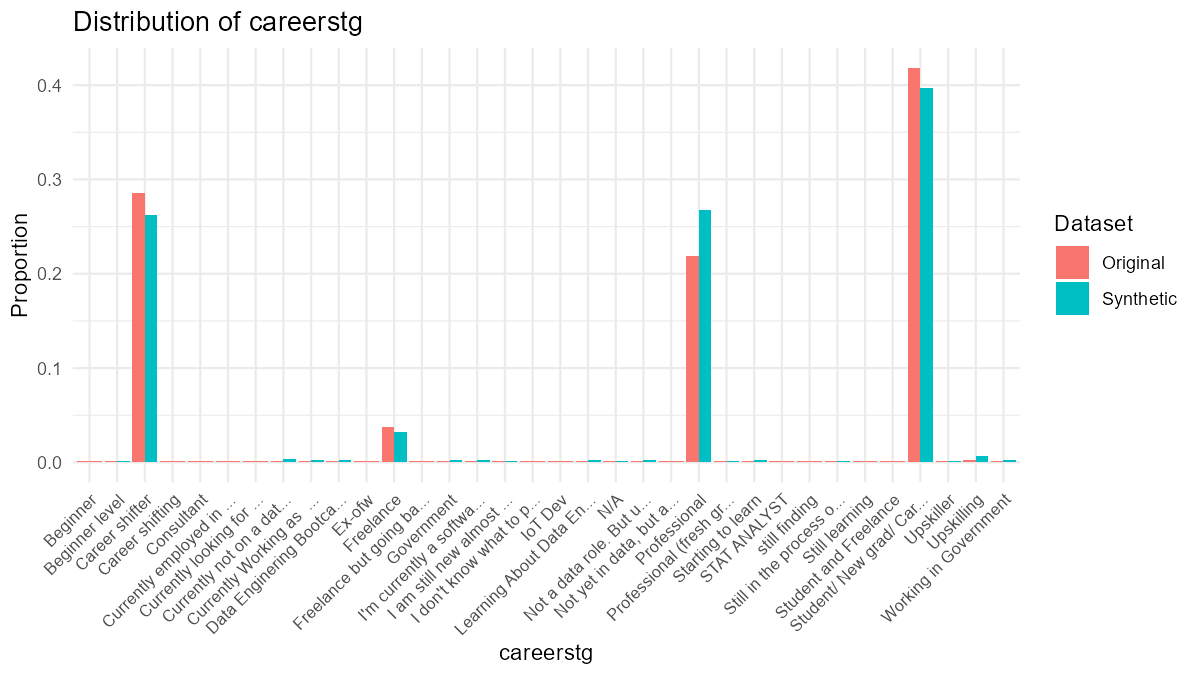 Distribution of careerstg
Proportion
0.4
0.3
0.2
0.1
0.0
Beginner
Beginner level
Career shifter
Career shifting
Consultant
Currently employed in ...
Currently looking for ...
Currently not on a dat...
Currently Working as ...
Data Enginering Bootca...
Ex-ofw
Freelance
Freelance but going ba...
Government
I'm currently a softwa...
I am still new almost ...
I don't know what to p...
IoT Dev
Learning About Data En...
N/A
Not a data role. But u...
Not yet in data, but a...
Professional
Professional (fresh gr...
Starting to learn
STAT ANALYST
still finding
Still in the process o...
Still learning
Student and Freelance
Student/ New grad/ Car...
Upskiller
Upskilling
Working in Government
careerstg
Dataset
Original
Synthetic